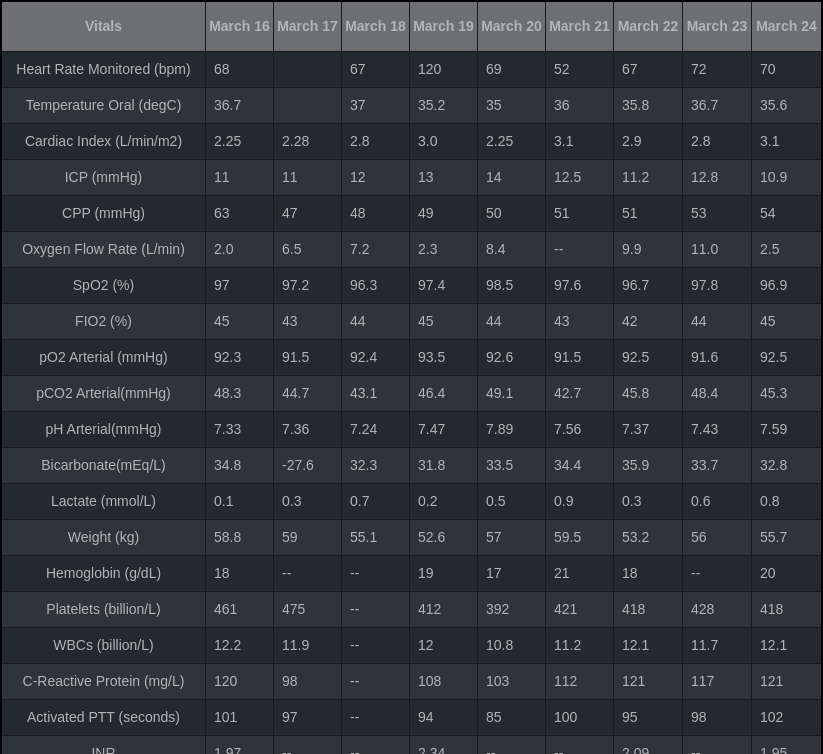 Vitals March 16 March 17 March 18 March 19 March 20 March 21 March 22 March 23 March 24
Heart Rate Monitored (bpm) 68 67 120 69 52 67 72 70
Temperature Oral (degC) 36.7 37 35.2 35 36 35.8 36.7 35.6
Cardiac Index (L/min/m2) 2.25 2.28 2.8 3.0 2.25 3.1 2.9 2.8 3.1
ICP (mmHg) 11 11 12 13 14 12.5 11.2 12.8 10.9
CPP (mmHg) 63 47 48 49 50 51 51 53 54
Oxygen Flow Rate (L/min) 2.0 6.5 7.2 2.3 8.4 -- 9.9 11.0 2.5
SpO2 (%) 97 97.2 96.3 97.4 98.5 97.6 96.7 97.8 96.9
FIO2 (%) 45 43 44 45 44 43 42 44 45
pO2 Arterial (mmHg) 92.3 91.5 92.4 93.5 92.6 91.5 92.5 91.6 92.5
pCO2 Arterial(mmHg) 48.3 44.7 43.1 46.4 49.1 42.7 45.8 48.4 45.3
pH Arterial(mmHg) 7.33 7.36 7.24 7.47 7.89 7.56 7.37 7.43 7.59
Bicarbonate(mEq/L) 34.8 -27.6 32.3 31.8 33.5 34.4 35.9 33.7 32.8
Lactate (mmol/L) 0.1 0.3 0.7 0.2 0.5 0.9 0.3 0.6 0.8
Weight (kg) 58.8 59 55.1 52.6 57 59.5 53.2 56 55.7
Hemoglobin (g/dL) 18 -- -- 19 17 21 18 -- 20
Platelets (billion/L) 461 475 -- 412 392 421 418 428 418
WBCs (billion/L) 12.2 11.9 -- 12 10.8 11.2 12.1 11.7 12.1
C-Reactive Protein (mg/L) 120 98 -- 108 103 112 121 117 121
Activated PTT (seconds) 101 97 -- 94 85 100 95 98 102
INR 1.97 -- -- 2.34 -- -- 2.09 -- 1.95